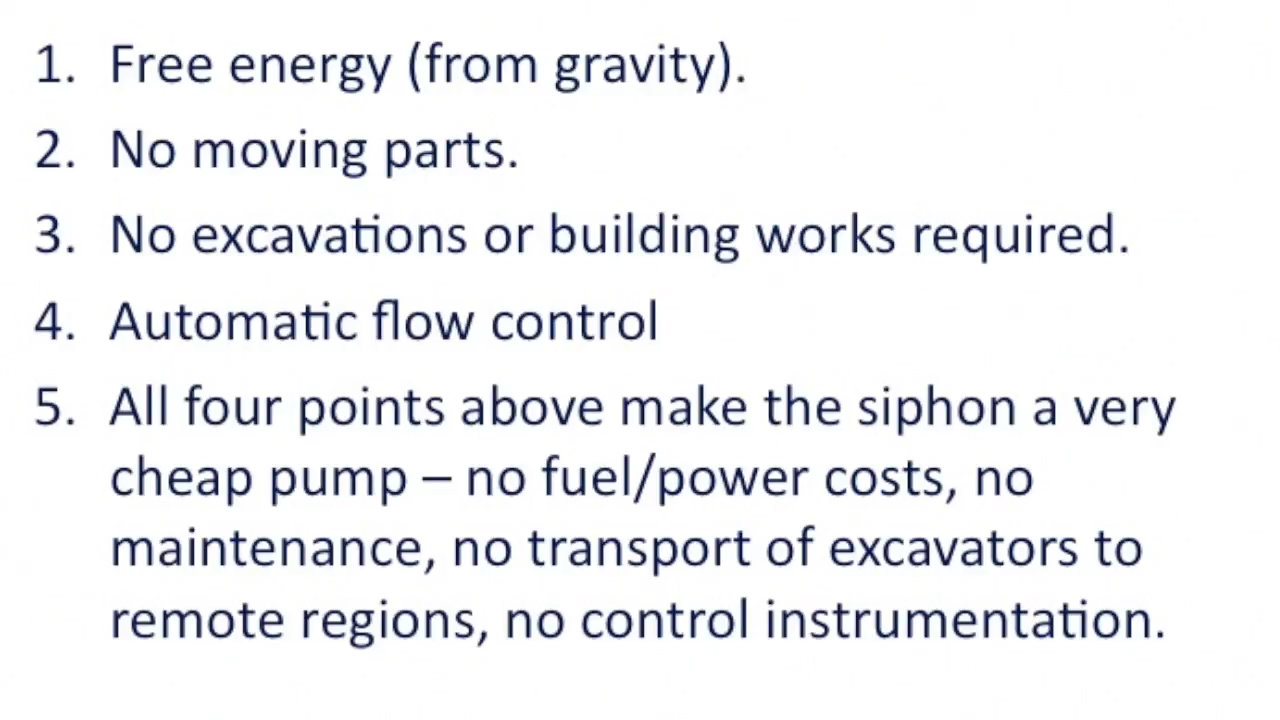 1. Free energy (from gravity).
2. No moving parts.
3. No excavations or building works required.
4. Automatic flow control
5. All four points above make the siphon a very
cheap pump – no fuel/power costs, no
maintenance, no transport of excavators to
remote regions, no control instrumentation.